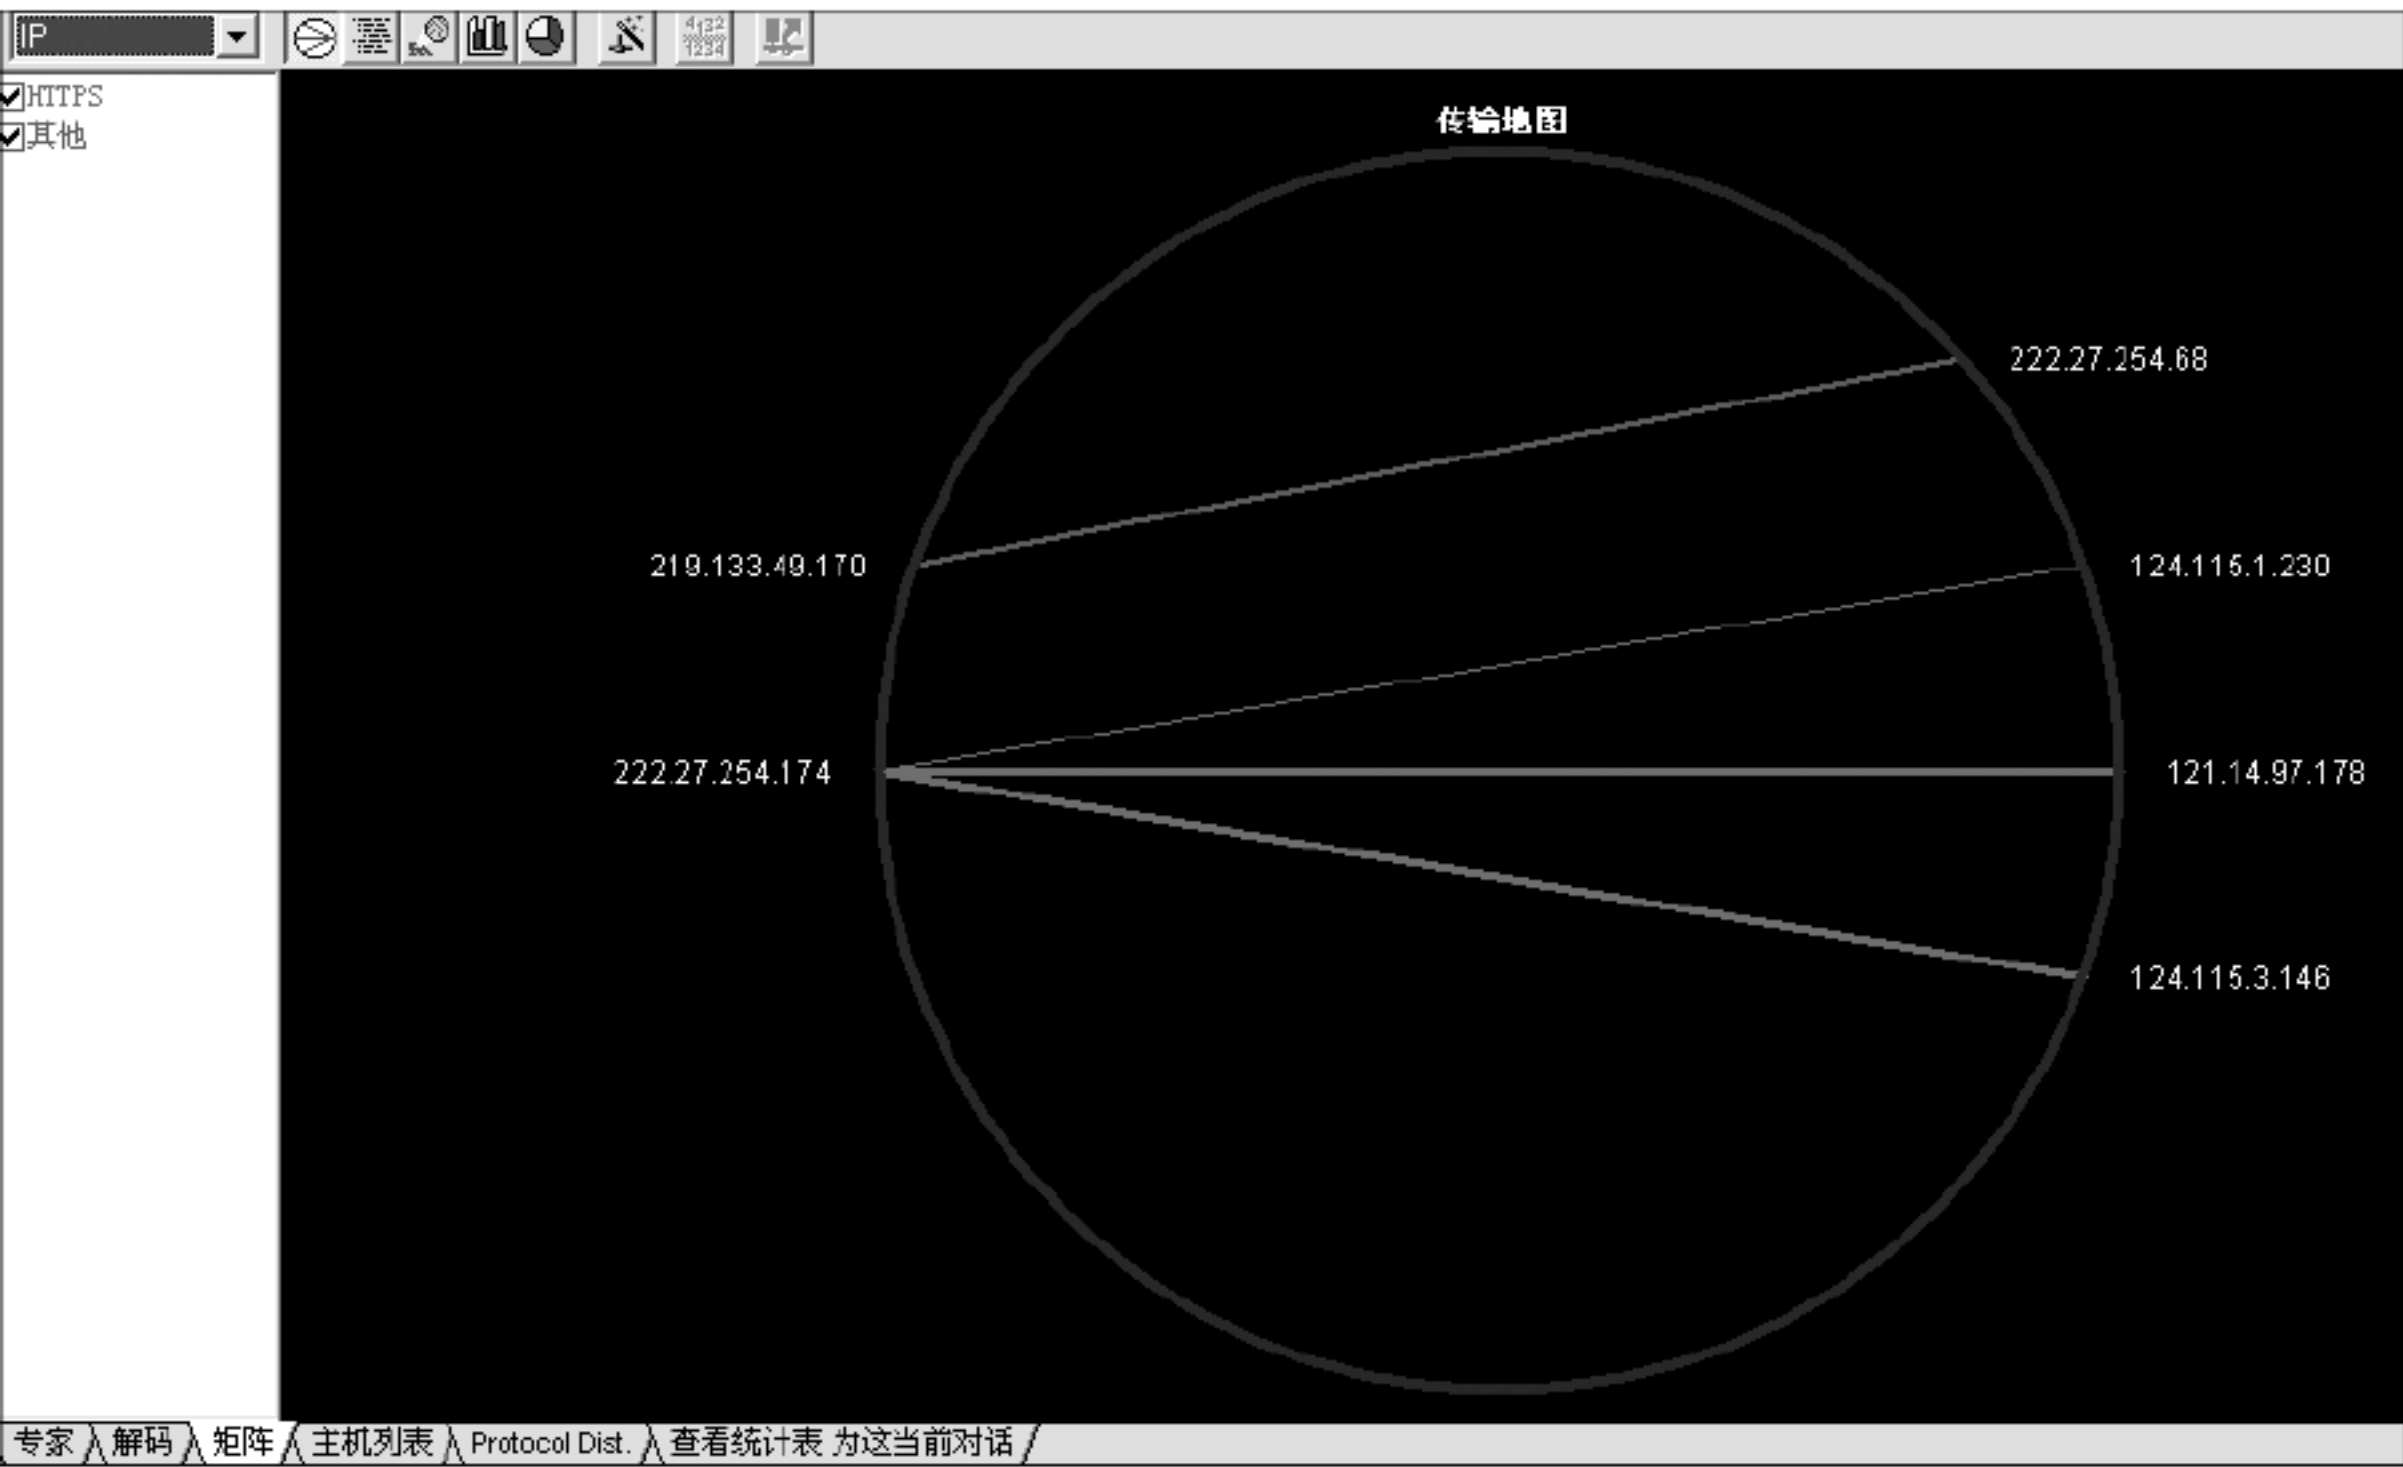 IP
4132
1234
HTTPS
其他
传输地图
222.27.254.68
219.133.49.170
124.115.1.230
222.27.254.174
121.14.97.178
124.115.3.146
专家 解码 矩阵 主机列表 Protocol Dist. 查看统计表 为这当前对话